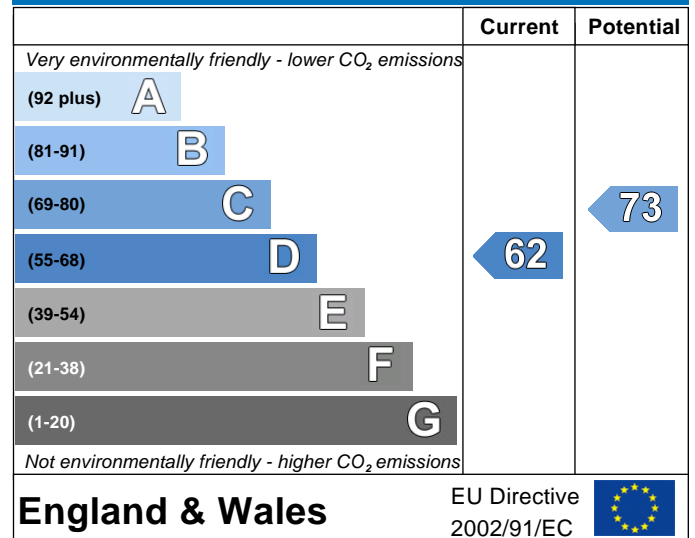 Current Potential
Very environmentally friendly - lower CO₂ emissions
(92 plus) A
(81-91) B
(69-80) C 73
(55-68) D 62
(39-54) E
(21-38) F
(1-20) G
Not environmentally friendly - higher CO₂ emissions
England & Wales
EU Directive
2002/91/EC